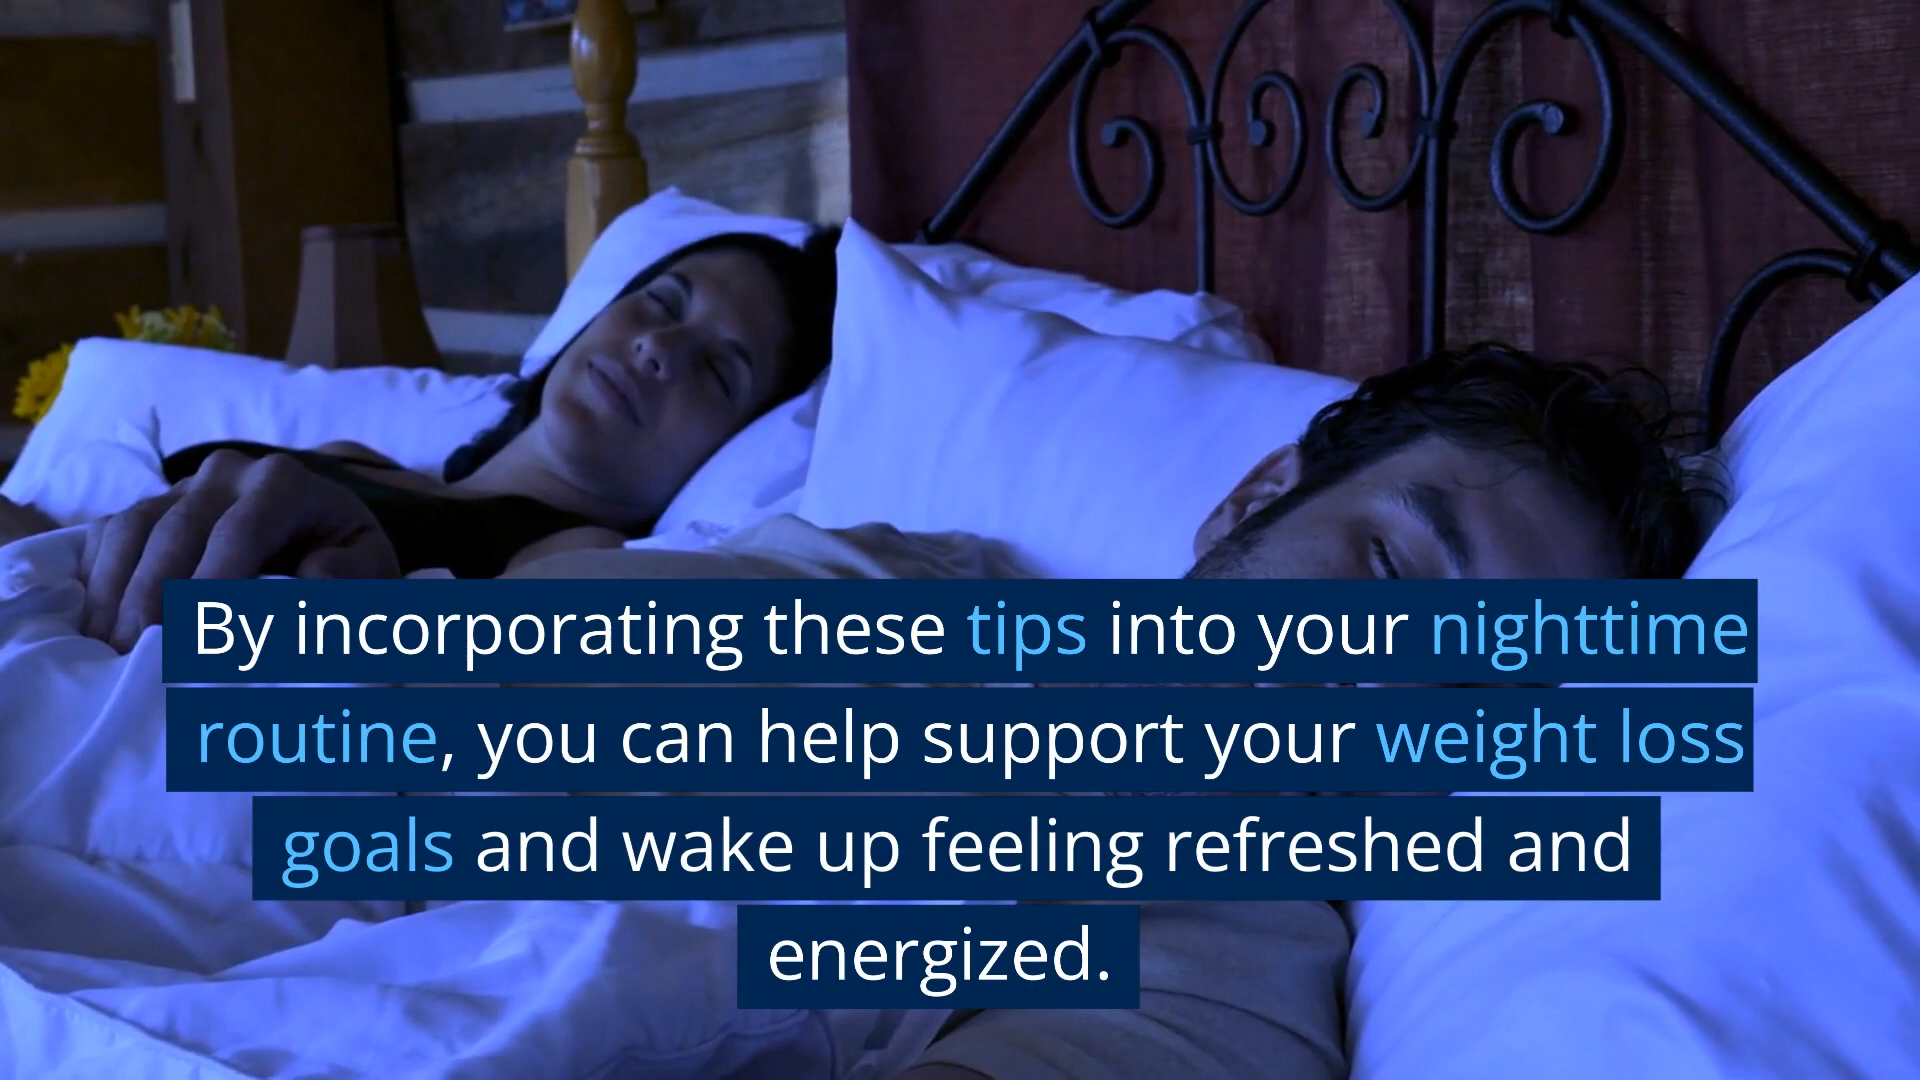 By incorporating these tips into your nighttime
routine, you can help support your weight loss
goals and wake up feeling refreshed and
energized.